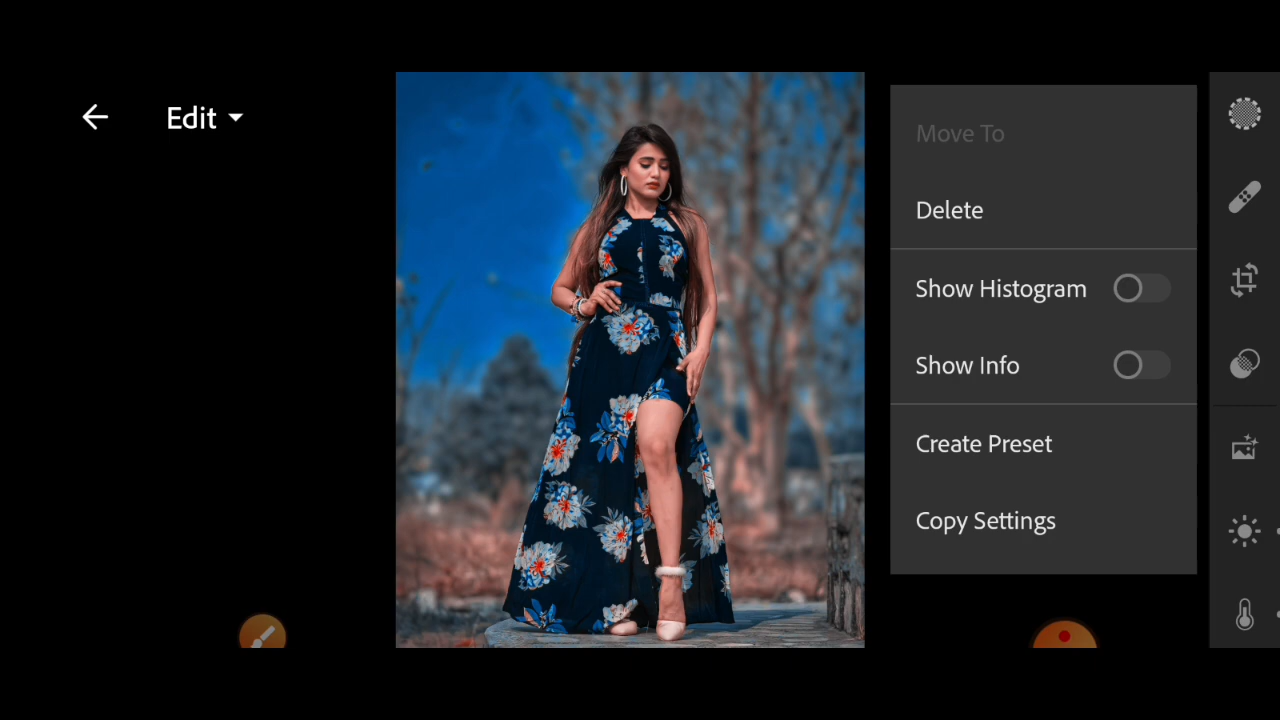 Edit
Move To
Delete
Show Histogram
Show Info
Create Preset
Copy Settings